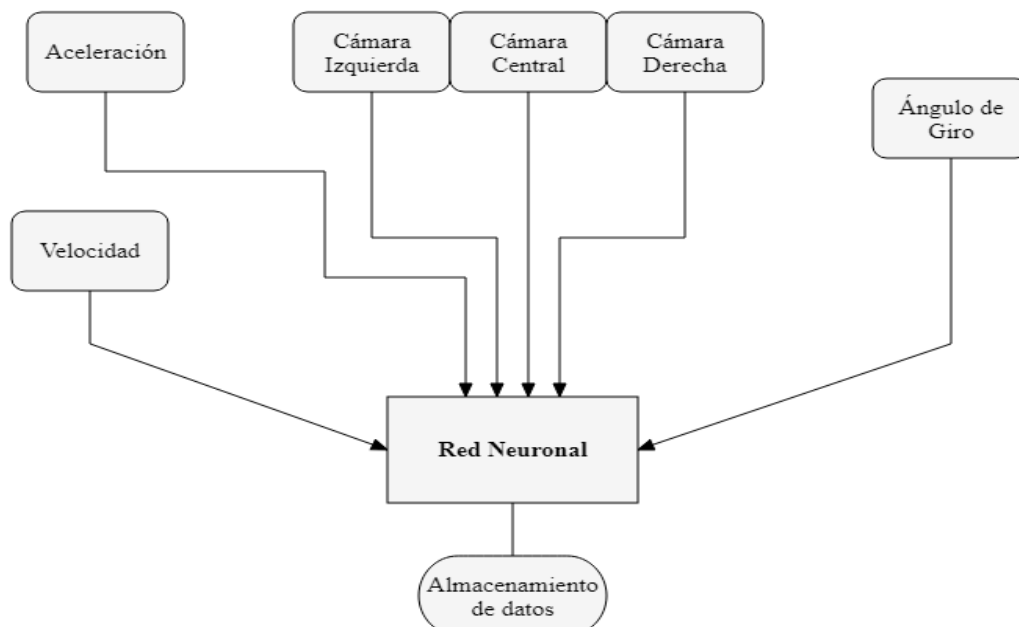 Aceleración
Cámara
Izquierda
Cámara
Central
Cámara
Derecha
Ángulo de
Giro
Velocidad
Red Neuronal
Almacenamiento
de datos